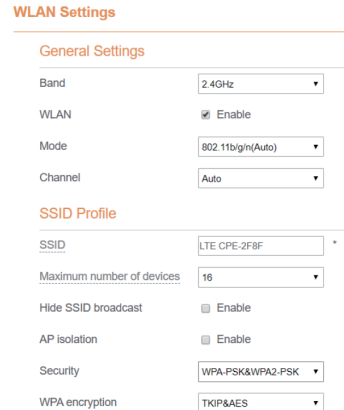 WLAN Settings
General Settings
Band 2.4GHz
WLAN Enable
Mode 802.11b/g/n(Auto)
Channel Auto
SSID Profile
SSID LTE CPE-2F8F *
Maximum number of devices 16
Hide SSID broadcast Enable
AP isolation Enable
Security WPA-PSK&WPA2-PSK
WPA encryption TKIP&AES